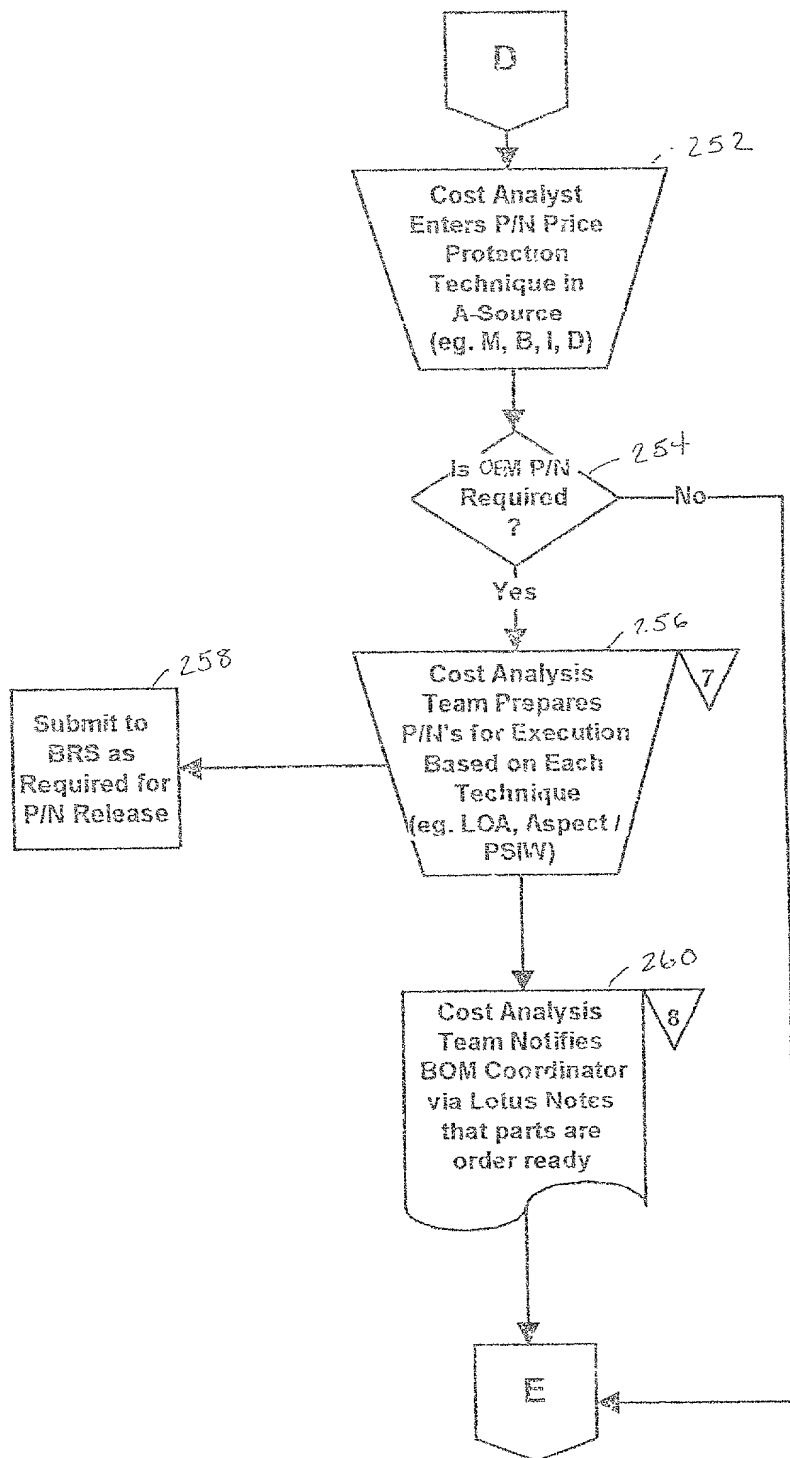 D
252
Cost Analyst
Enters P/N Price
Protection
Technique in
A-Source
(eg. M, B, I, D)
254
Is OEM P/N
Required
?
No
Yes
256
Cost Analysis
Team Prepares
P/N's for Execution
Based on Each
Technique
(eg. LOA, Aspect /
PSIW)
7
258
Submit to
BRS as
Required for
P/N Release
260
Cost Analysis
Team Notifies
BOM Coordinator
via Lotus Notes
that parts are
order ready
8
E